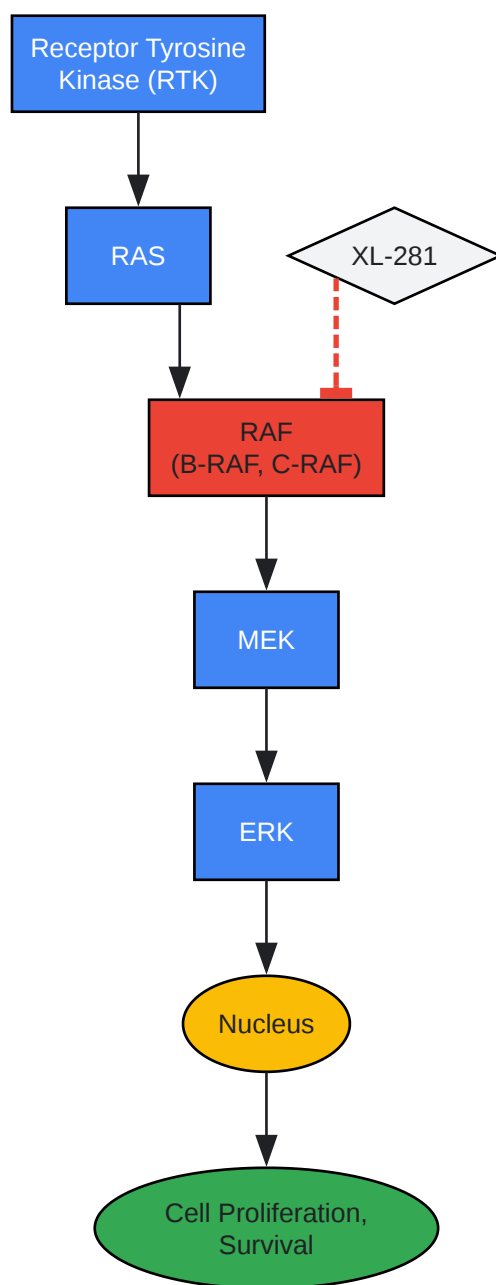 Receptor Tyrosine
Kinase (RTK)
RAS
XL-281
RAF
(B-RAF, C-RAF)
MEK
ERK
Nucleus
Cell Proliferation,
Survival